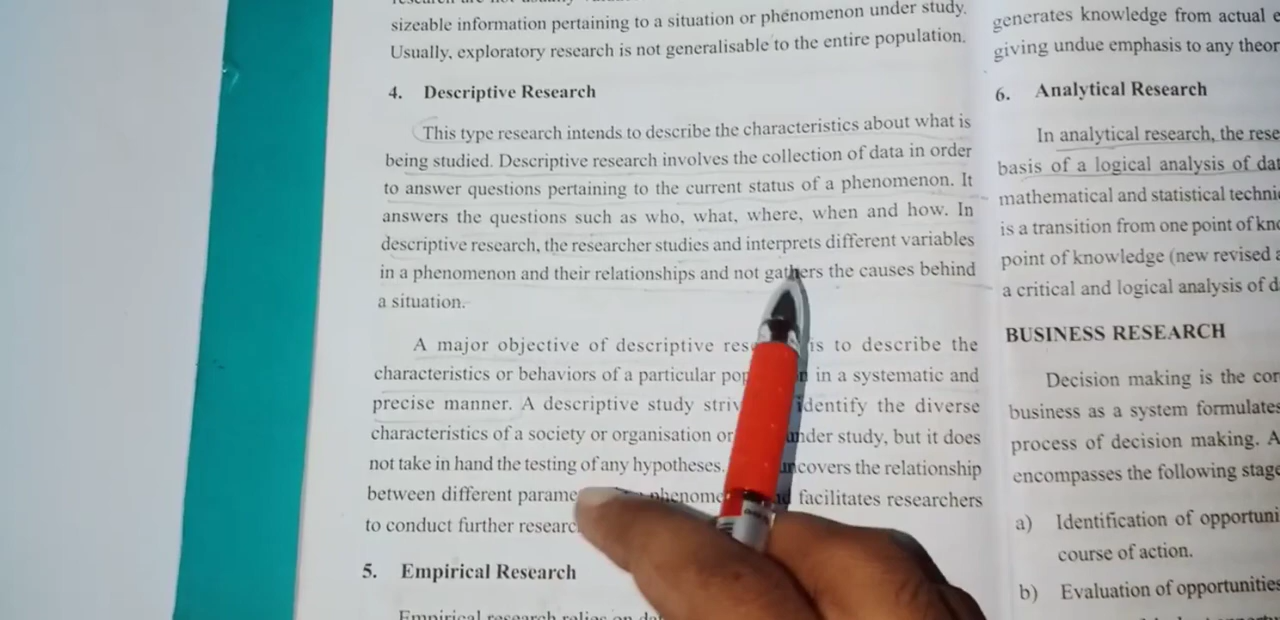 sizeable information pertaining to a situation or phenomenon under study.
Usually, exploratory research is not generalisable to the entire population.
4. Descriptive Research
This type research intends to describe the characteristics about what is
being studied. Descriptive research involves the collection of data in order
to answer questions pertaining to the current status of a phenomenon. It
answers the questions such as who, what, where, when and how. In
descriptive research, the researcher studies and interprets different variables
in a phenomenon and their relationships and not gathers the causes behind
a situation.
A major objective of descriptive is to describe the
characteristics or behaviors of a particular in a systematic and
precise manner. A descriptive study identify the diverse
characteristics of a society or organisation or under study, but it does
not take in hand the testing of any hypotheses. uncovers the relationship
between different facilitates researchers
to conduct further
5. Empirical Research
Empirical research relies on
generates knowledge from actual
giving undue emphasis to any
6. Analytical Research
In analytical research, the
basis of a logical analysis of
mathematical and statistical
is a transition from one point of
point of knowledge (new revised
a critical and logical analysis of
BUSINESS RESEARCH
Decision making is the
business as a system formulates
process of decision making.
encompasses the following
a) Identification of
course of action.
b) Evaluation of opportunities